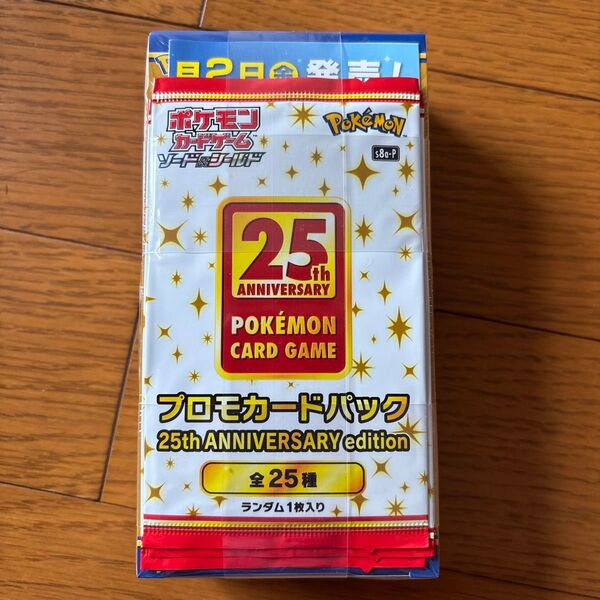 月2日金発売!
ポケモン
カードゲーム
ソード&シールド
POKéMON
s8a-P
25th
ANNIVERSARY
POKéMON
CARD GAME
プロモカードパック
25th ANNIVERSARY edition
全25種
ランダム1枚入り